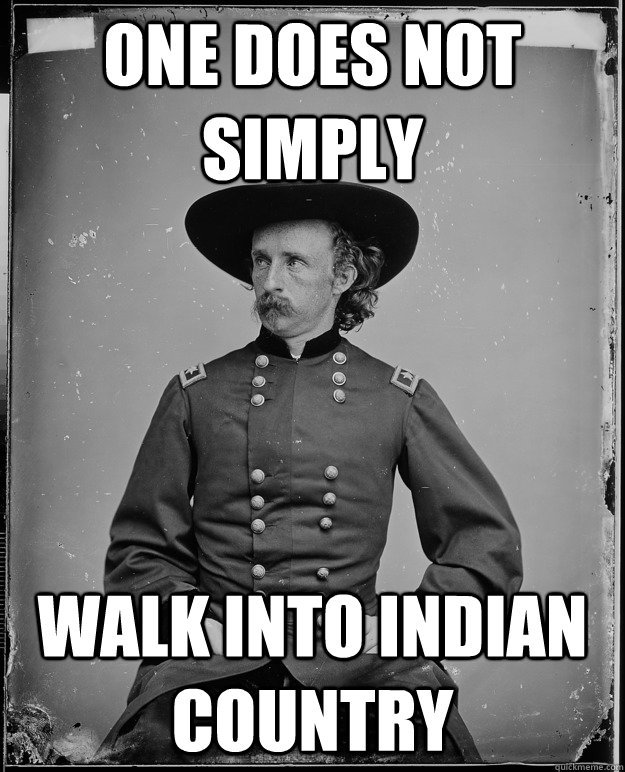 ONE DOES NOT
SIMPLY
WALK INTO INDIAN
COUNTRY
quickmeme.com